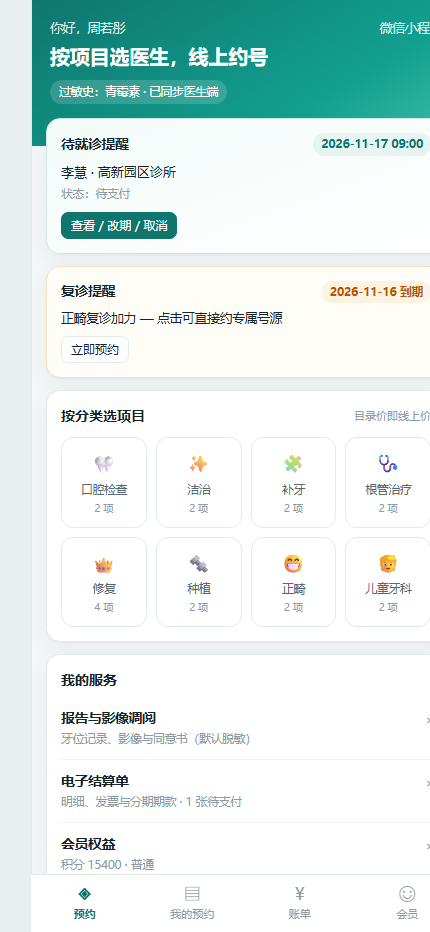 你好，周若彤
微信小程
按项目选医生，线上约号
过敏史：青霉素 · 已同步医生端
待就诊提醒
2026-11-17 09:00
李慧 · 高新园区诊所
状态：待支付
查看 / 改期 / 取消
复诊提醒
2026-11-16 到期
正畸复诊加力 — 点击可直接约专属号源
立即预约
按分类选项目
目录价即线上价
口腔检查
洁治
补牙
根管治疗
2 项
2 项
2 项
2 项
修复
种植
正畸
儿童牙科
4 项
2 项
2 项
2 项
我的服务
报告与影像调阅
牙位记录、影像与同意书（默认脱敏）
电子结算单
明细、发票与分期期款 · 1 张待支付
会员权益
积分 15400 · 普通
预约
我的预约
¥
账单
会员